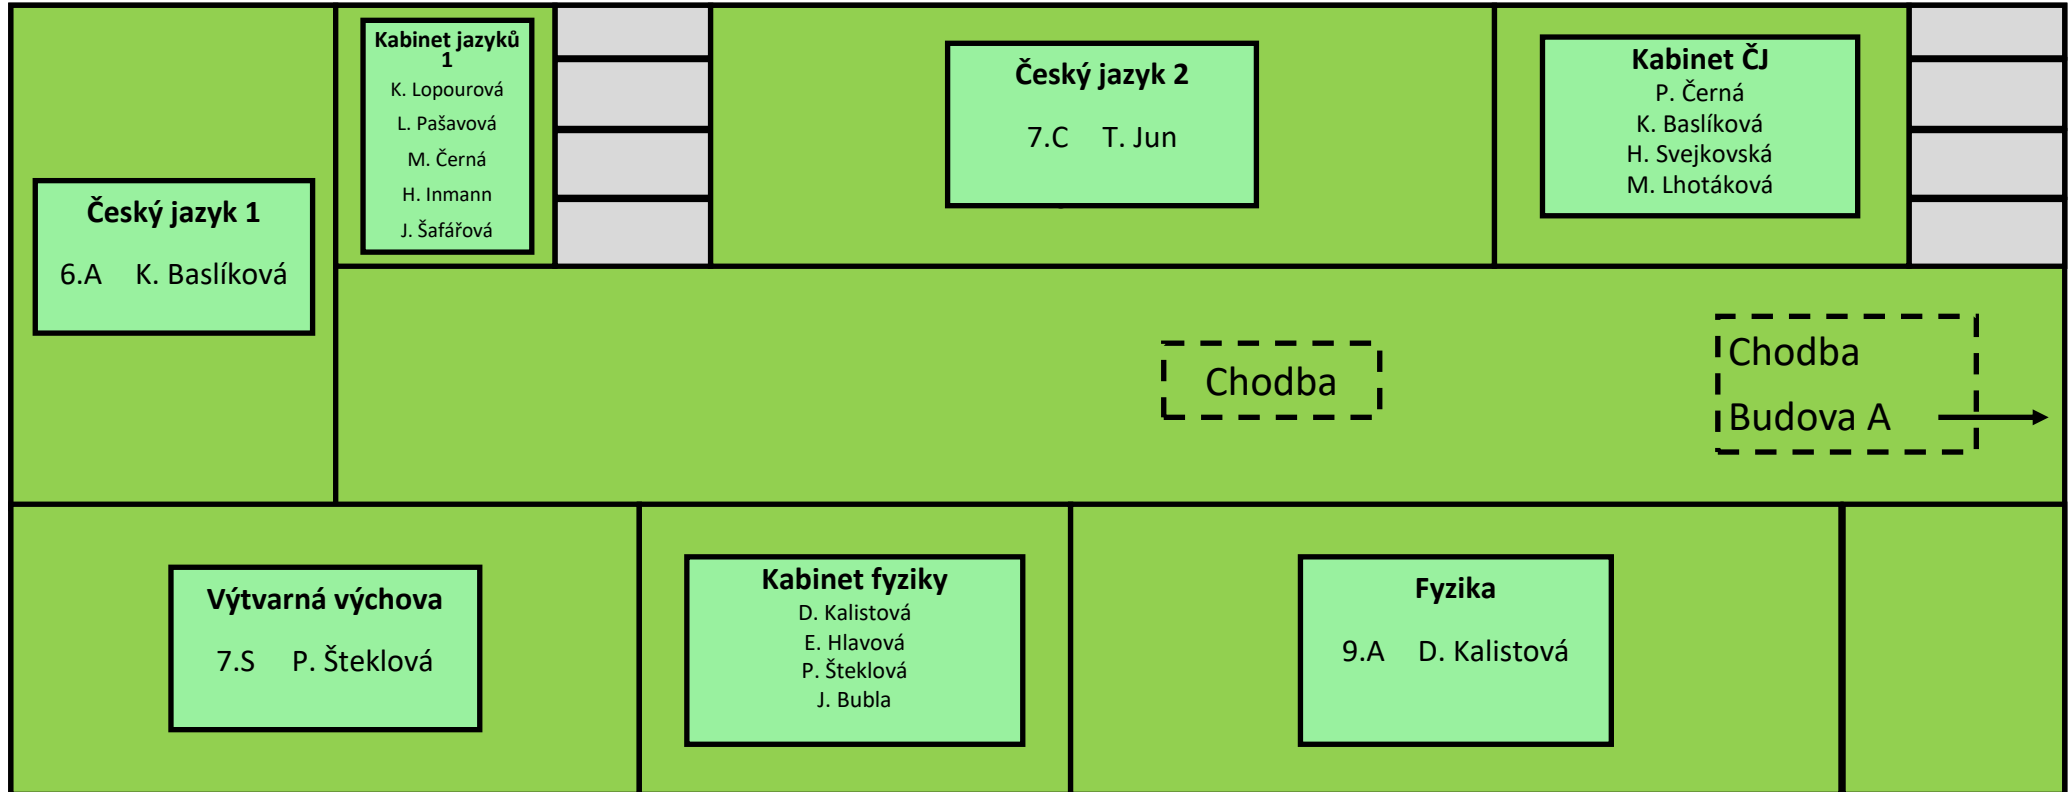 Český jazyk 1
6.A K. Baslíková
Kabinet jazyků
1
K. Lopourová
L. Pašavová
M. Černá
H. Inmann
J. Šafářová
Český jazyk 2
7.C T. Jun
Kabinet ČJ
P. Černá
K. Baslíková
H. Svejkovská
M. Lhotáková
Chodba
Chodba
Budova A
Výtvarná výchova
7.S P. Šteklová
Kabinet fyziky
D. Kalistová
E. Hlavová
P. Šteklová
J. Bubla
Fyzika
9.A D. Kalistová